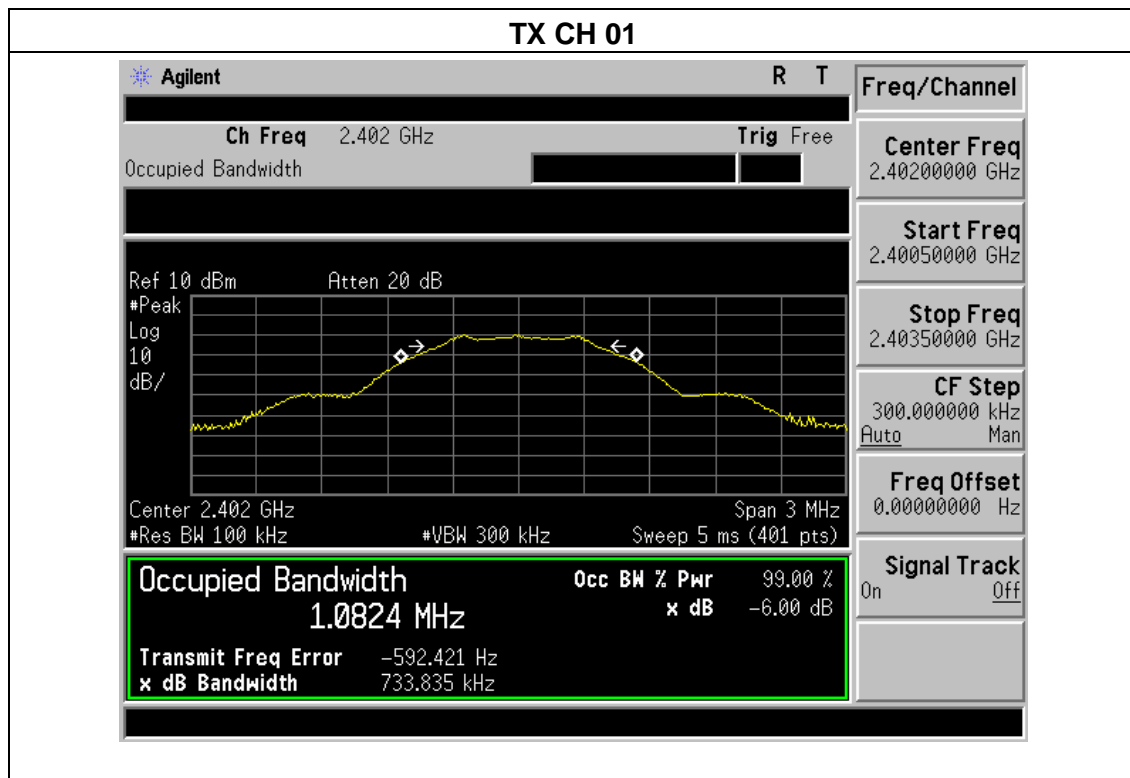 TX CH 01
Agilent R T
Freq/Channel
Ch Freq 2.402 GHz Trig Free
Occupied Bandwidth
Center Freq
2.40200000 GHz
Start Freq
2.40050000 GHz
Stop Freq
2.40350000 GHz
CF Step
300.000000 kHz
Auto Man
Freq Offset
0.00000000 Hz
Signal Track
On Off
Ref 10 dBm Atten 20 dB
#Peak
Log
10
dB/
Center 2.402 GHz Span 3 MHz
#Res BW 100 kHz #VBW 300 kHz Sweep 5 ms (401 pts)
Occupied Bandwidth Occ BW % Pwr 99.00 %
1.0824 MHz x dB -6.00 dB
Transmit Freq Error -592.421 Hz
x dB Bandwidth 733.835 kHz